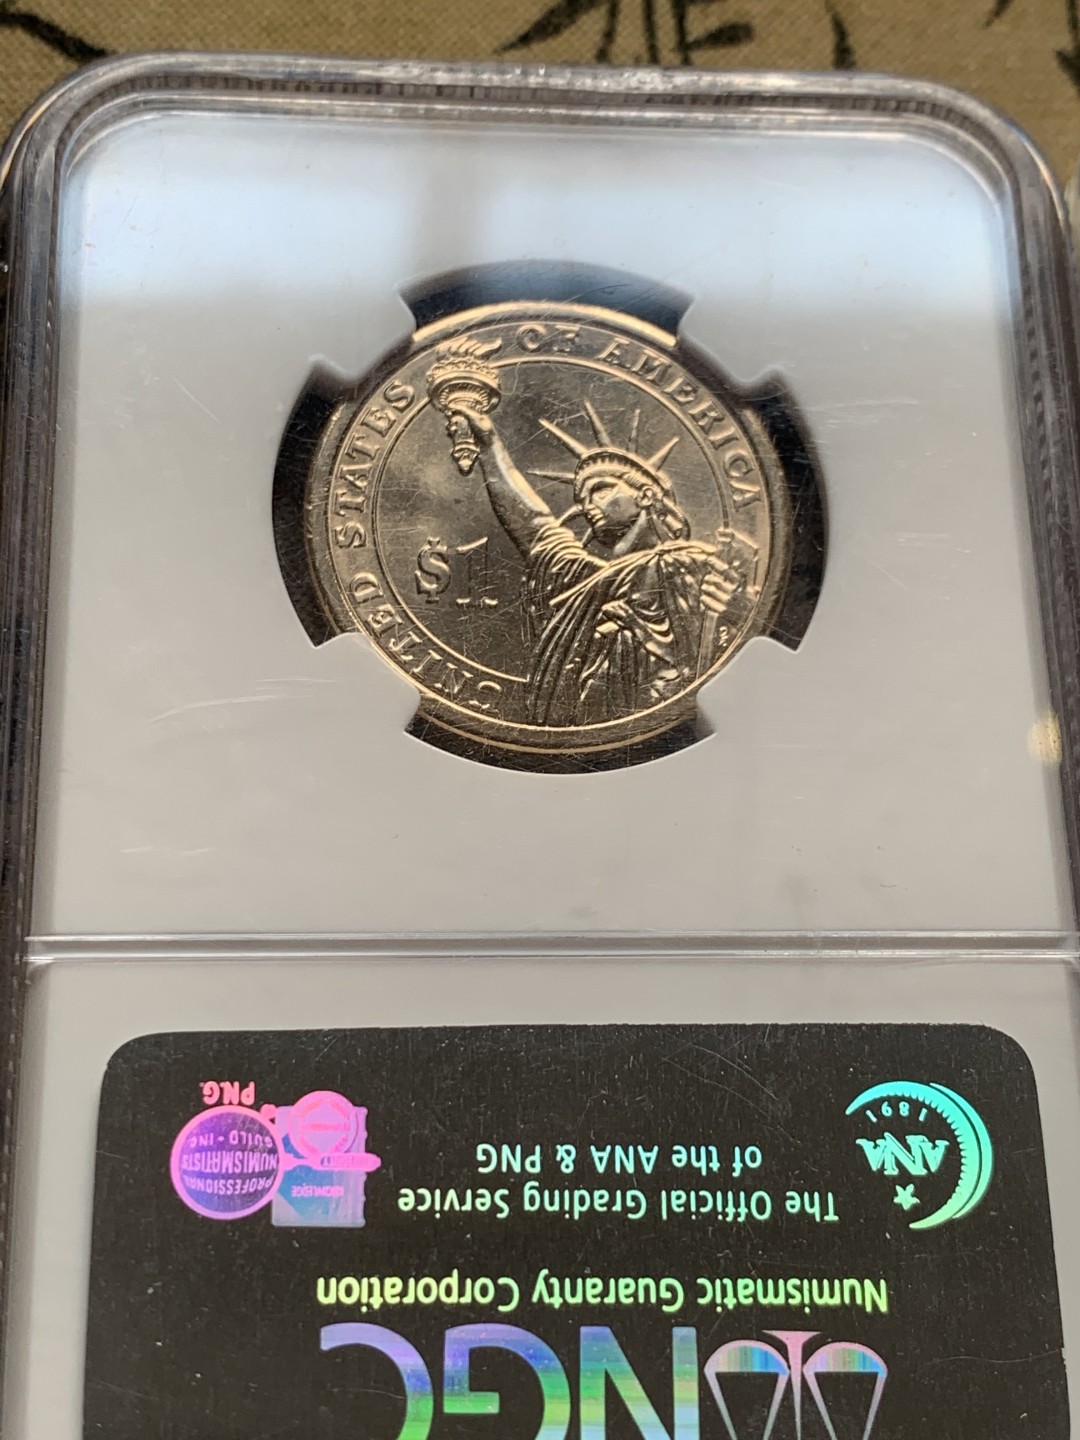 UNITED STATES OF AMERICA
$1
Numismatic Guaranty Corporation
The Official Grading Service
of the ANA & PNG
NGC
1891
ANA
P.N.G.
PROFESSIONAL
NUMISMATISTS
GUILD • INC.
KNOWLEDGE